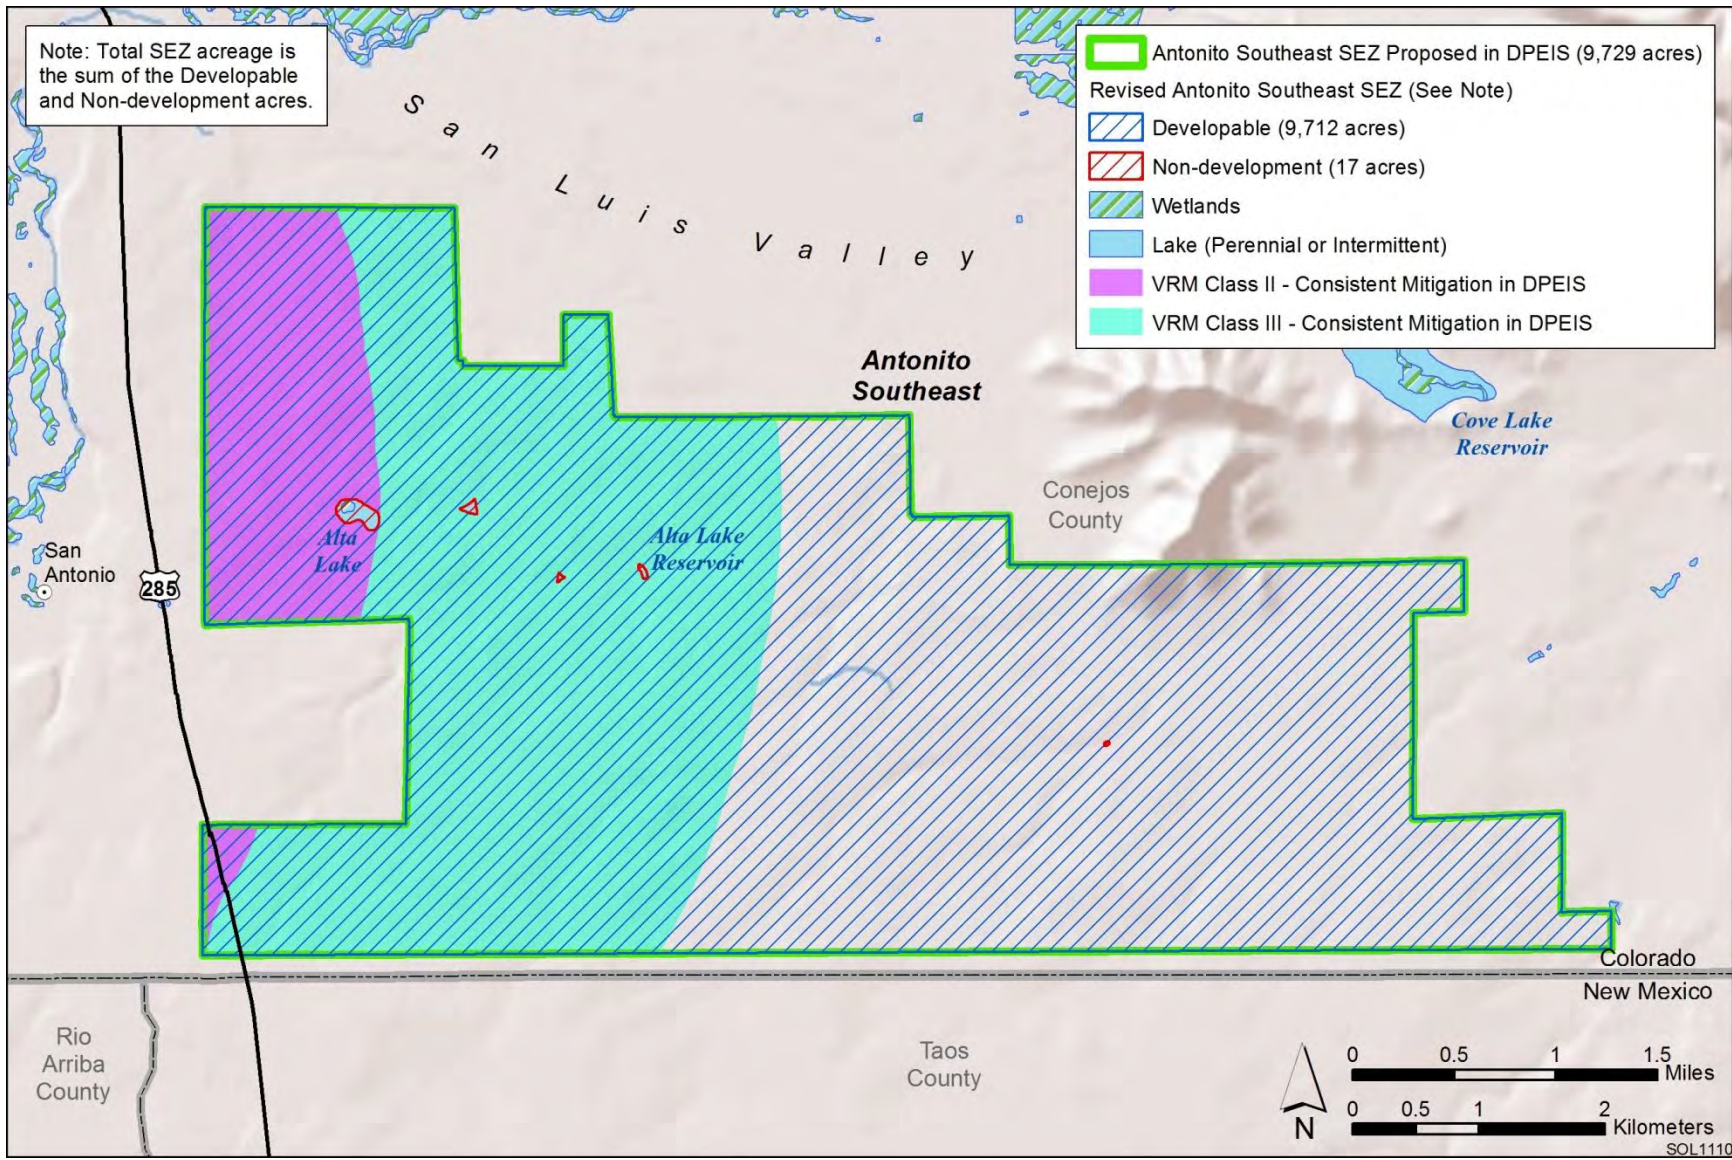 Note: Total SEZ acreage is
the sum of the Developable
and Non-development acres.
Antonito Southeast SEZ Proposed in DPEIS (9,729 acres)
Revised Antonito Southeast SEZ (See Note)
Developable (9,712 acres)
Non-development (17 acres)
Wetlands
Lake (Perennial or Intermittent)
VRM Class II - Consistent Mitigation in DPEIS
VRM Class III - Consistent Mitigation in DPEIS
San Luis Valley
Antonito
Southeast
Cove Lake
Reservoir
Conejos
County
Alta
Lake
Alta Lake
Reservoir
San
Antonio
285
Colorado
New Mexico
Rio
Arriba
County
Taos
County
N
0 0.5 1 1.5
Miles
0 0.5 1 2
Kilometers
SOL1110